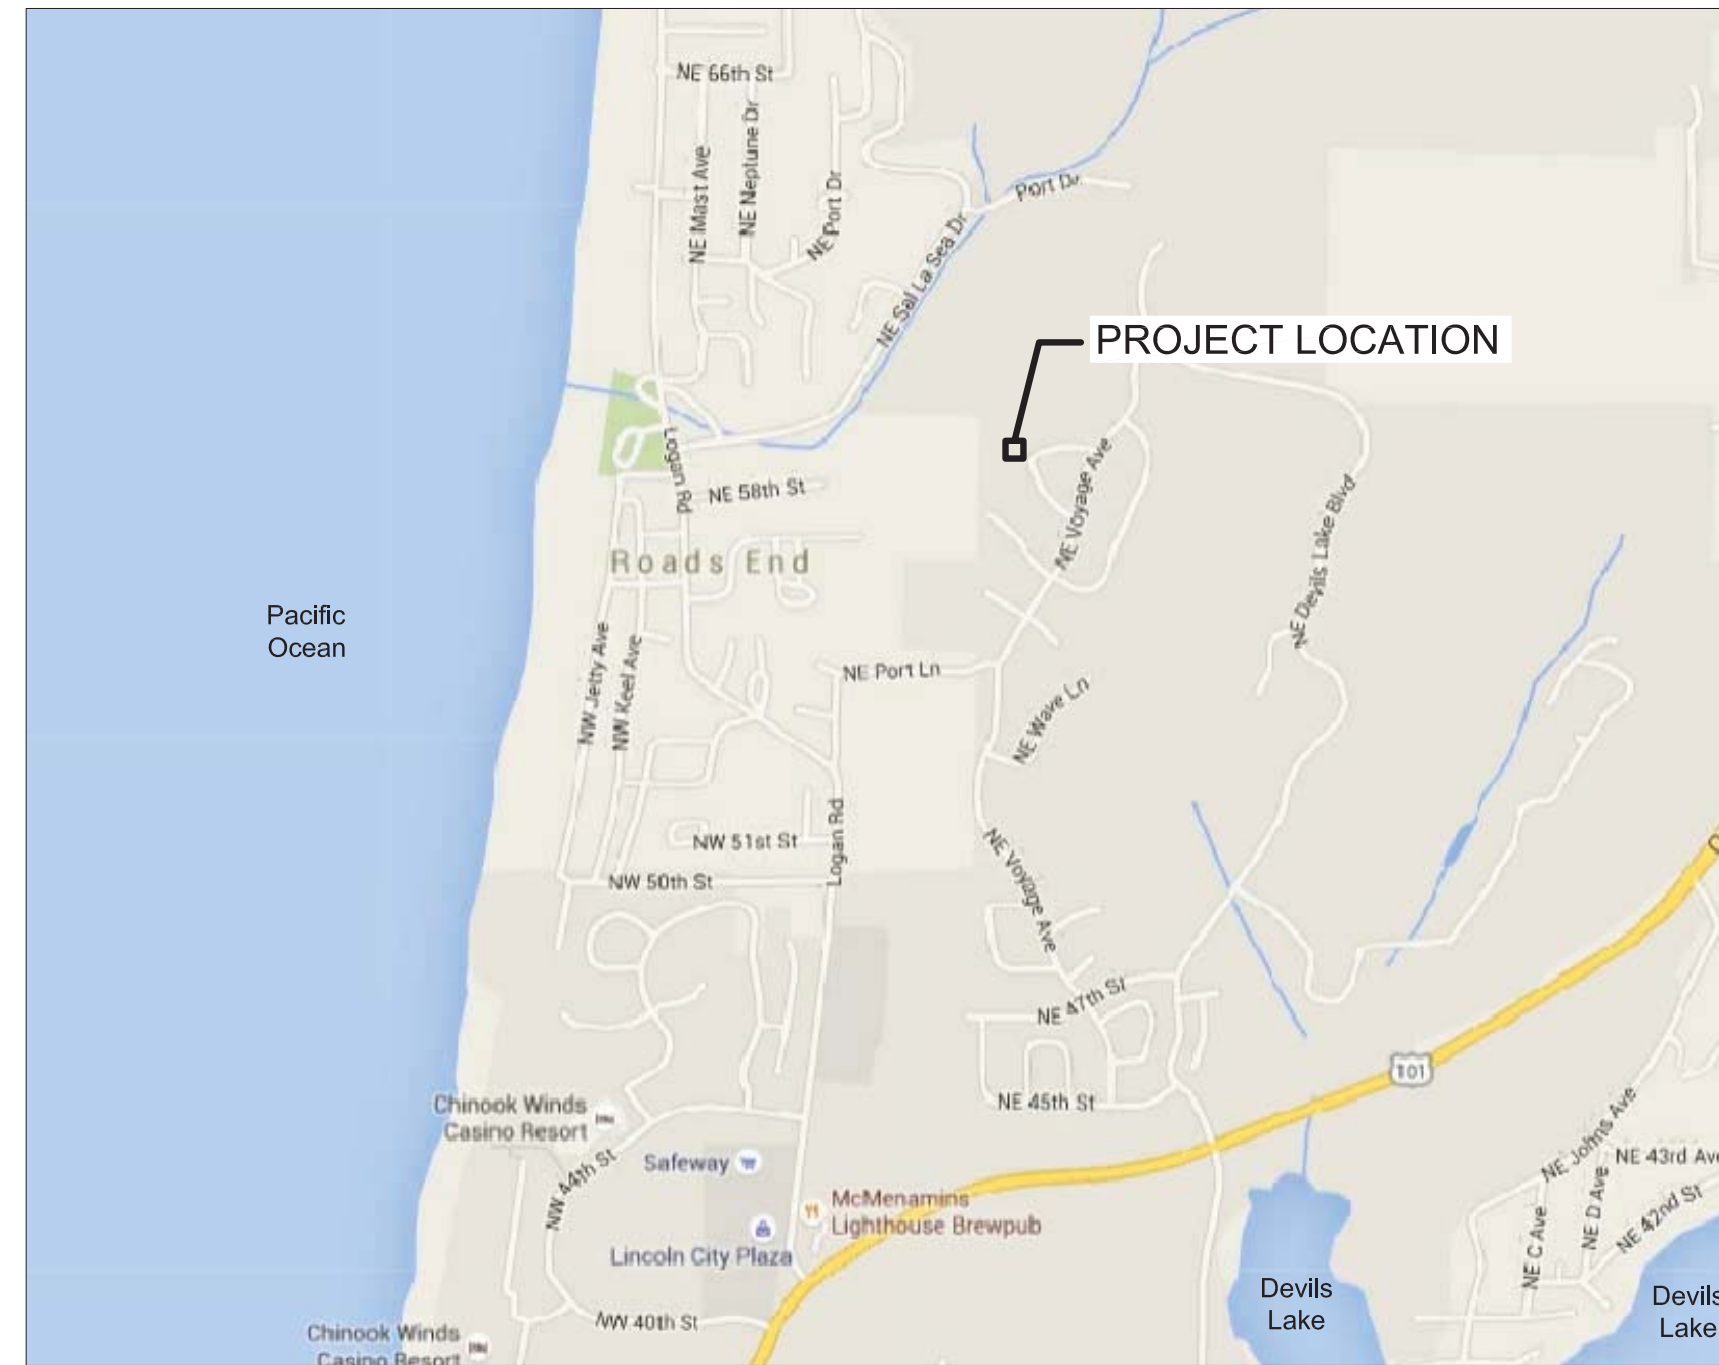 NE 66th St
NE Mast Ave
NE Neptune Dr
NE Port Dr
Port Dr
NE Sal La Sea Dr
PROJECT LOCATION
Logan Rd
NE 58th St
NE Voyage Ave
NE Devils Lake Blvd
Roads End
Pacific
Ocean
NW Jetty Ave
NW Keel Ave
NE Port Ln
NE Wave Ln
NW 51st St
Logan Rd
NW 50th St
NE Voyage Ave
NE 47th St
101
NE 45th St
Chinook Winds
Casino Resort
NW 44th St
Safeway
McMenamins
Lighthouse Brewpub
Lincoln City Plaza
NE Johns Ave
NE 43rd Ave
NE D Ave
NE 42nd St
NE C Ave
Devils
Lake
Devils
Lake
NW 40th St
Chinook Winds
Casino Resort